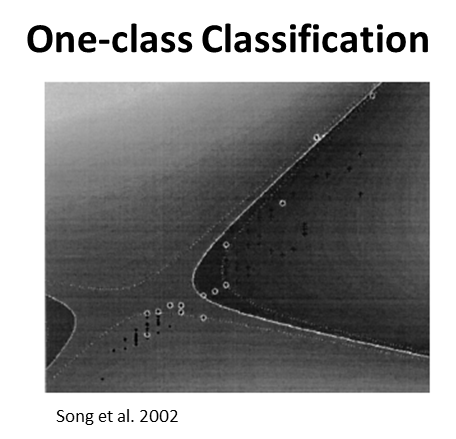 One-class Classification
Song et al. 2002